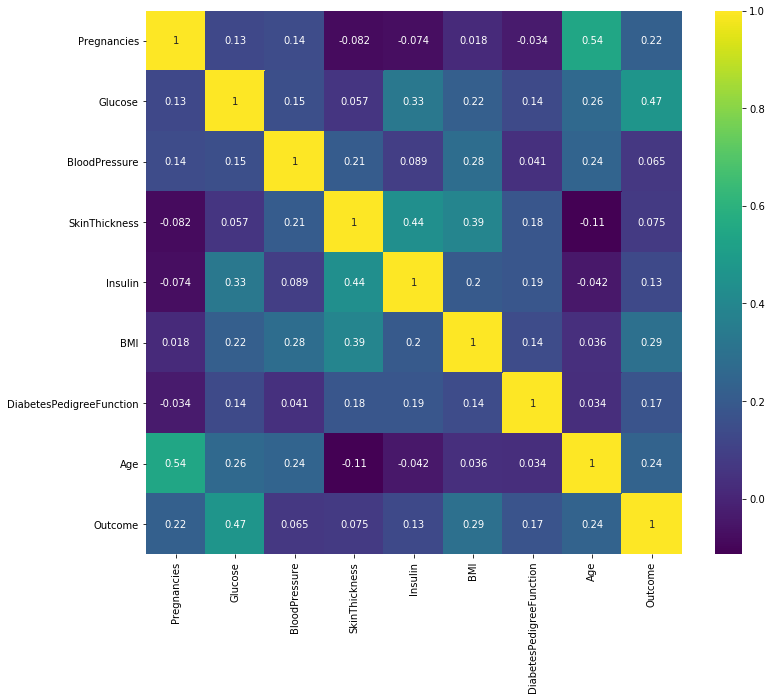 Pregnancies 1 0.13 0.14 -0.082 -0.074 0.018 -0.034 0.54 0.22
Glucose 0.13 1 0.15 0.057 0.33 0.22 0.14 0.26 0.47
BloodPressure 0.14 0.15 1 0.21 0.089 0.28 0.041 0.24 0.065
SkinThickness -0.082 0.057 0.21 1 0.44 0.39 0.18 -0.11 0.075
Insulin -0.074 0.33 0.089 0.44 1 0.2 0.19 -0.042 0.13
BMI 0.018 0.22 0.28 0.39 0.2 1 0.14 0.036 0.29
DiabetesPedigreeFunction -0.034 0.14 0.041 0.18 0.19 0.14 1 0.034 0.17
Age 0.54 0.26 0.24 -0.11 -0.042 0.036 0.034 1 0.24
Outcome 0.22 0.47 0.065 0.075 0.13 0.29 0.17 0.24 1
Pregnancies
Glucose
BloodPressure
SkinThickness
Insulin
BMI
DiabetesPedigreeFunction
Age
Outcome
1.0
0.8
0.6
0.4
0.2
0.0